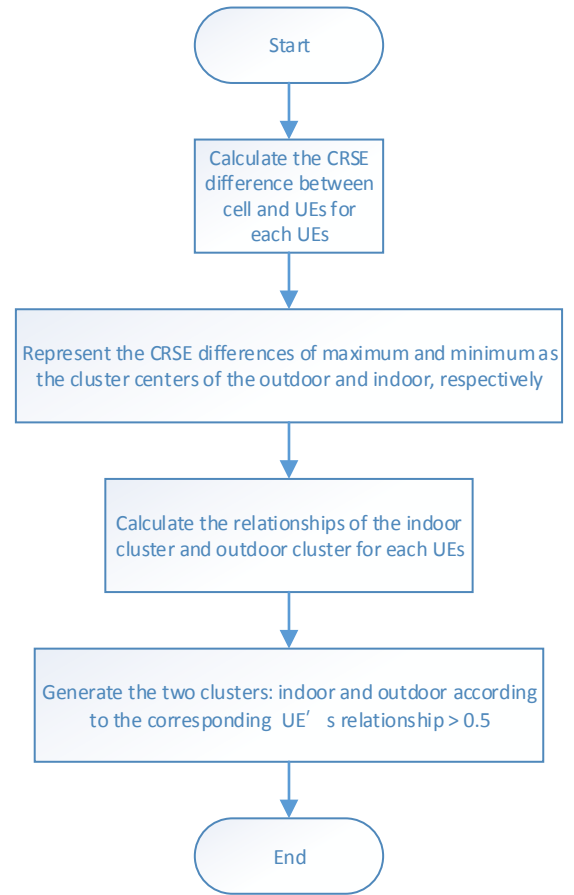 Start
Calculate the CRSE
difference between
cell and UEs for
each UEs
Represent the CRSE differences of maximum and minimum as
the cluster centers of the outdoor and indoor, respectively
Calculate the relationships of the indoor
cluster and outdoor cluster for each UEs
Generate the two clusters: indoor and outdoor according
to the corresponding UE’ s relationship > 0.5
End